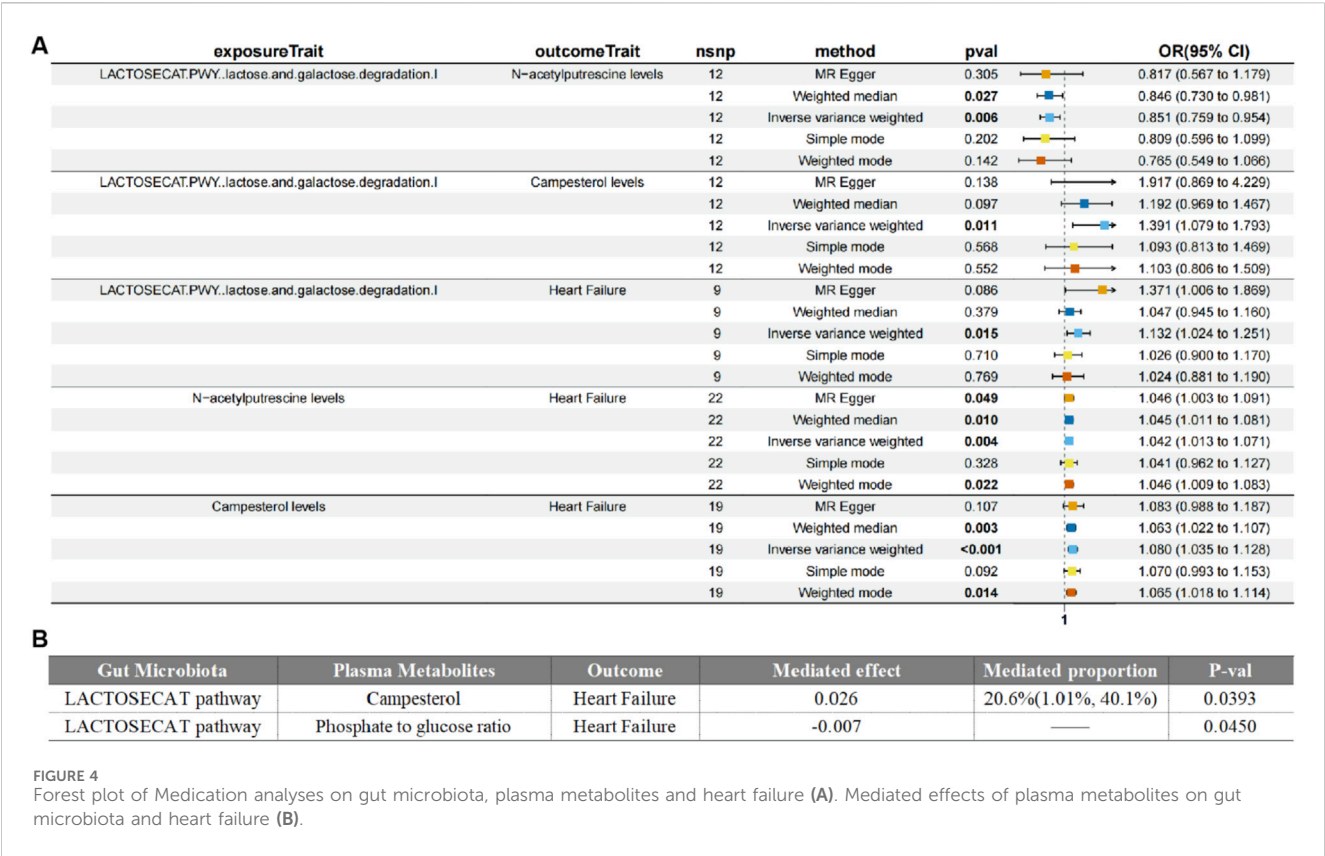 A
exposureTrait outcomeTrait nsnp method pval OR(95% CI)
LACTOSECAT.PWY..lactose.and.galactose.degradation.I N−acetylputrescine levels 12 MR Egger 0.305 0.817 (0.567 to 1.179)
12 Weighted median 0.027 0.846 (0.730 to 0.981)
12 Inverse variance weighted 0.006 0.851 (0.759 to 0.954)
12 Simple mode 0.202 0.809 (0.596 to 1.099)
12 Weighted mode 0.142 0.765 (0.549 to 1.066)
LACTOSECAT.PWY..lactose.and.galactose.degradation.I Campesterol levels 12 MR Egger 0.138 1.917 (0.869 to 4.229)
12 Weighted median 0.097 1.192 (0.969 to 1.467)
12 Inverse variance weighted 0.011 1.391 (1.079 to 1.793)
12 Simple mode 0.568 1.093 (0.813 to 1.469)
12 Weighted mode 0.552 1.103 (0.806 to 1.509)
LACTOSECAT.PWY..lactose.and.galactose.degradation.I Heart Failure 9 MR Egger 0.086 1.371 (1.006 to 1.869)
9 Weighted median 0.379 1.047 (0.945 to 1.160)
9 Inverse variance weighted 0.015 1.132 (1.024 to 1.251)
9 Simple mode 0.710 1.026 (0.900 to 1.170)
9 Weighted mode 0.769 1.024 (0.881 to 1.190)
N−acetylputrescine levels Heart Failure 22 MR Egger 0.049 1.046 (1.003 to 1.091)
22 Weighted median 0.010 1.045 (1.011 to 1.081)
22 Inverse variance weighted 0.004 1.042 (1.013 to 1.071)
22 Simple mode 0.328 1.041 (0.962 to 1.127)
22 Weighted mode 0.022 1.046 (1.009 to 1.083)
Campesterol levels Heart Failure 19 MR Egger 0.107 1.083 (0.988 to 1.187)
19 Weighted median 0.003 1.063 (1.022 to 1.107)
19 Inverse variance weighted <0.001 1.080 (1.035 to 1.128)
19 Simple mode 0.092 1.070 (0.993 to 1.153)
19 Weighted mode 0.014 1.065 (1.018 to 1.114)
1
B
Gut Microbiota Plasma Metabolites Outcome Mediated effect Mediated proportion P-val
LACTOSECAT pathway Campesterol Heart Failure 0.026 20.6%(1.01%, 40.1%) 0.0393
LACTOSECAT pathway Phosphate to glucose ratio Heart Failure -0.007 —— 0.0450
FIGURE 4
Forest plot of Medication analyses on gut microbiota, plasma metabolites and heart failure (A). Mediated effects of plasma metabolites on gut
microbiota and heart failure (B).